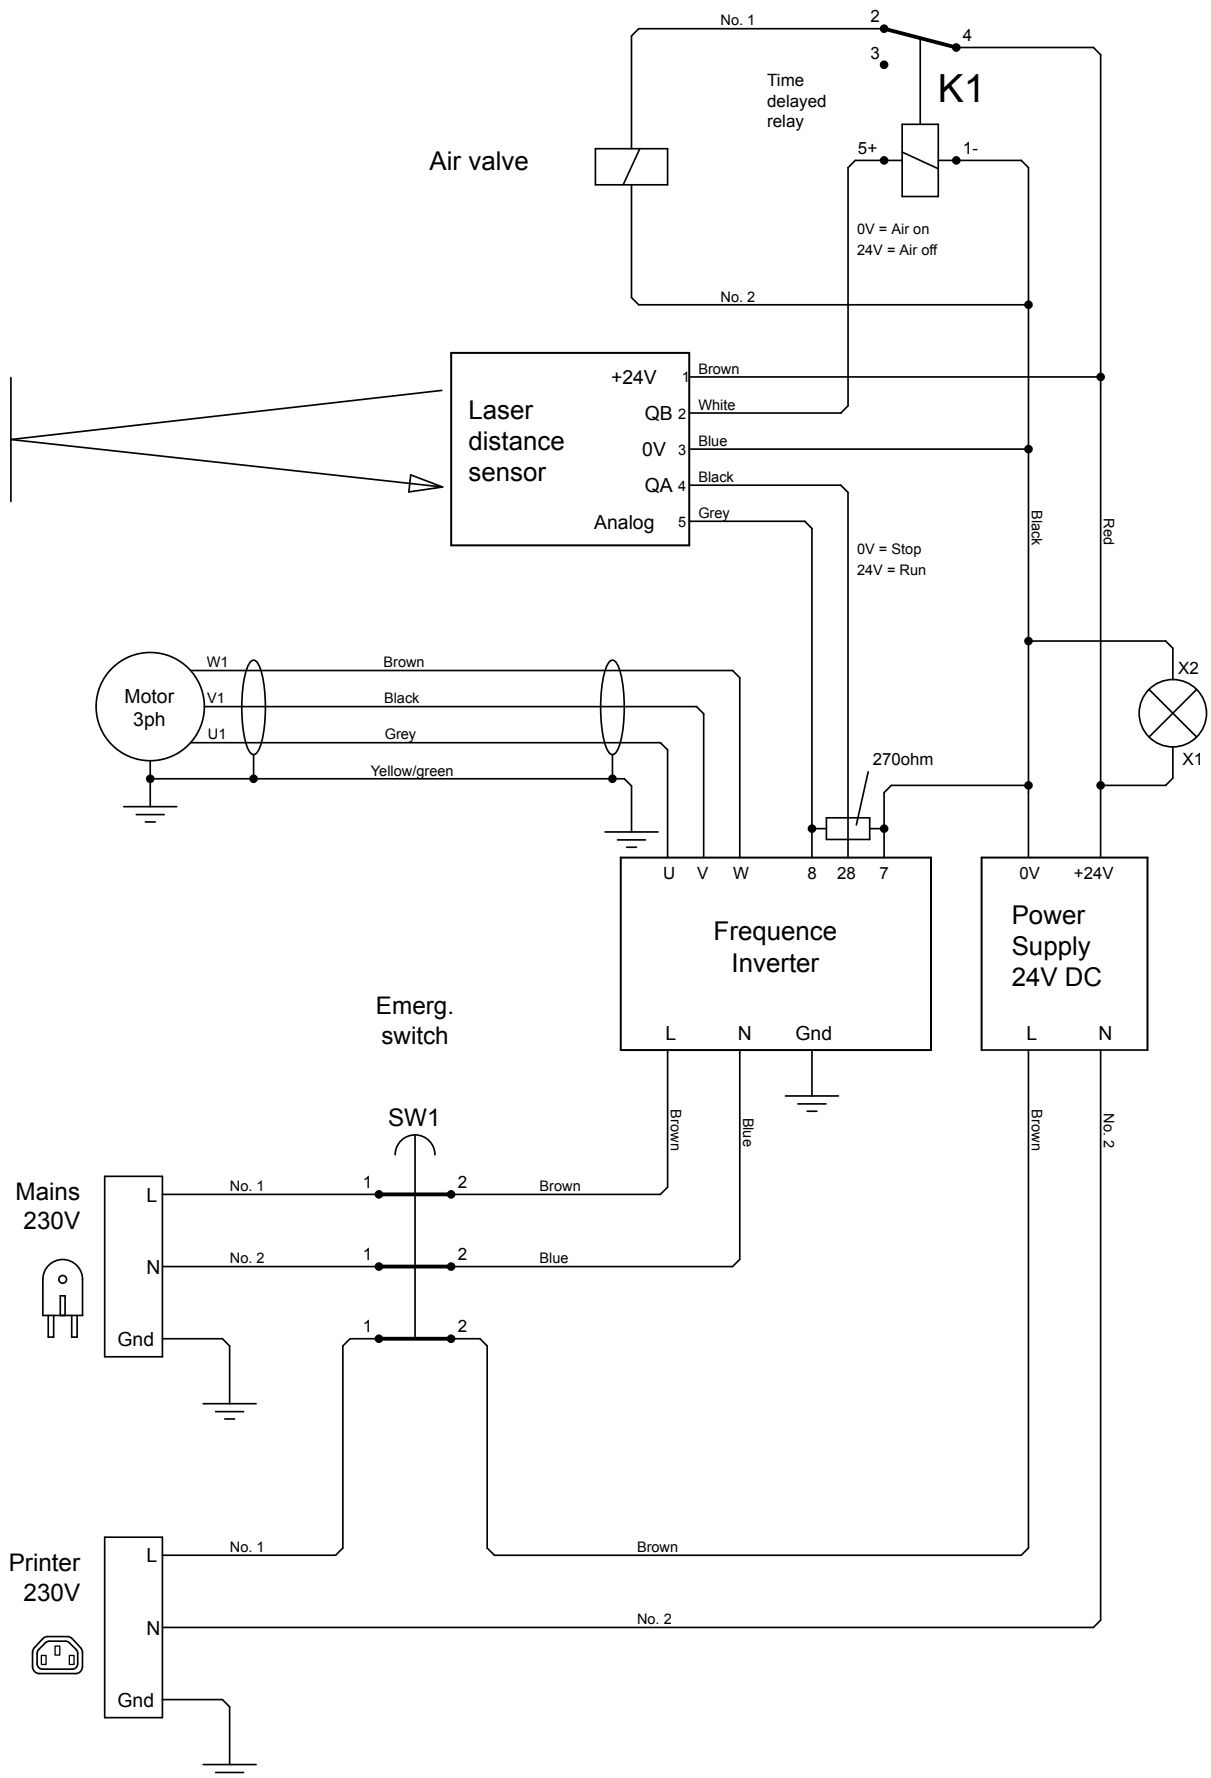 No. 1
2
4
3
K1
Time
delayed
relay
Air valve
5+
1-
0V = Air on
24V = Air off
No. 2
+24V
1
Brown
Laser
distance
sensor
QB
2
White
0V
3
Blue
QA
4
Black
Analog
5
Grey
0V = Stop
24V = Run
Black
Red
Motor
3ph
W1
Brown
V1
Black
U1
Grey
Yellow/green
X2
X1
270ohm
U
V
W
8
28
7
0V
+24V
Frequence
Inverter
Power
Supply
24V DC
L
N
Gnd
L
N
Emerg.
switch
SW1
Brown
Blue
Brown
No. 2
Mains
230V
L
No. 1
1
2
Brown
N
No. 2
1
2
Blue
Gnd
1
2
Printer
230V
L
No. 1
Brown
N
No. 2
Gnd